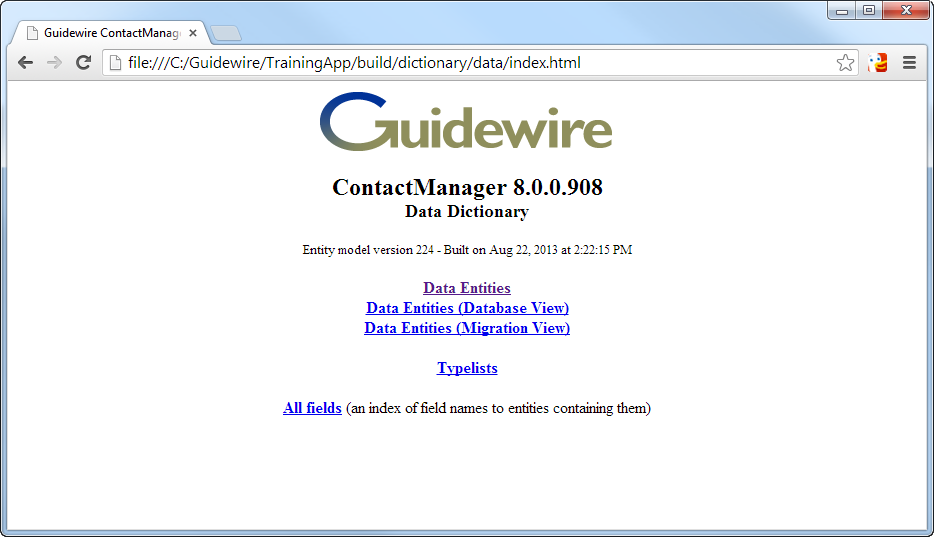 Guidewire ContactManag
file:///C:/Guidewire/TrainingApp/build/dictionary/data/index.html
Guidewire
ContactManager 8.0.0.908
Data Dictionary
Entity model version 224 - Built on Aug 22, 2013 at 2:22:15 PM
Data Entities
Data Entities (Database View)
Data Entities (Migration View)
Typelists
All fields (an index of field names to entities containing them)